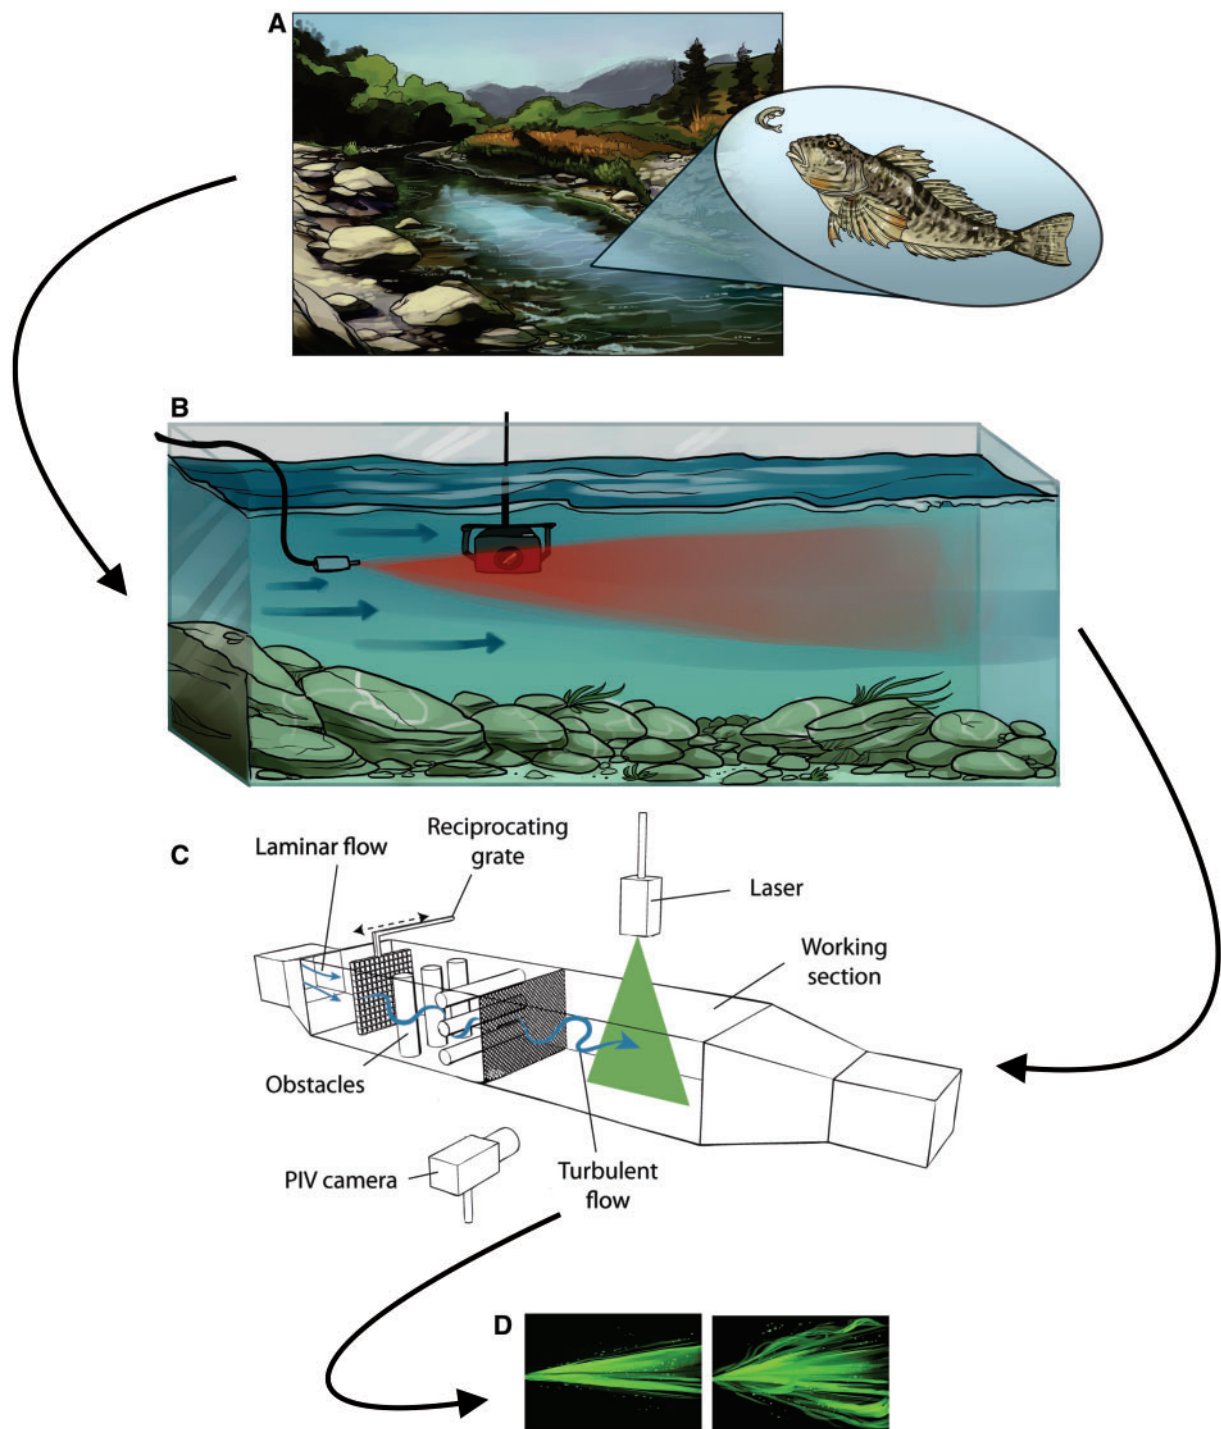 A
B
C
Laminar flow
Reciprocating
grate
Laser
Working
section
Obstacles
PIV camera
Turbulent
flow
D